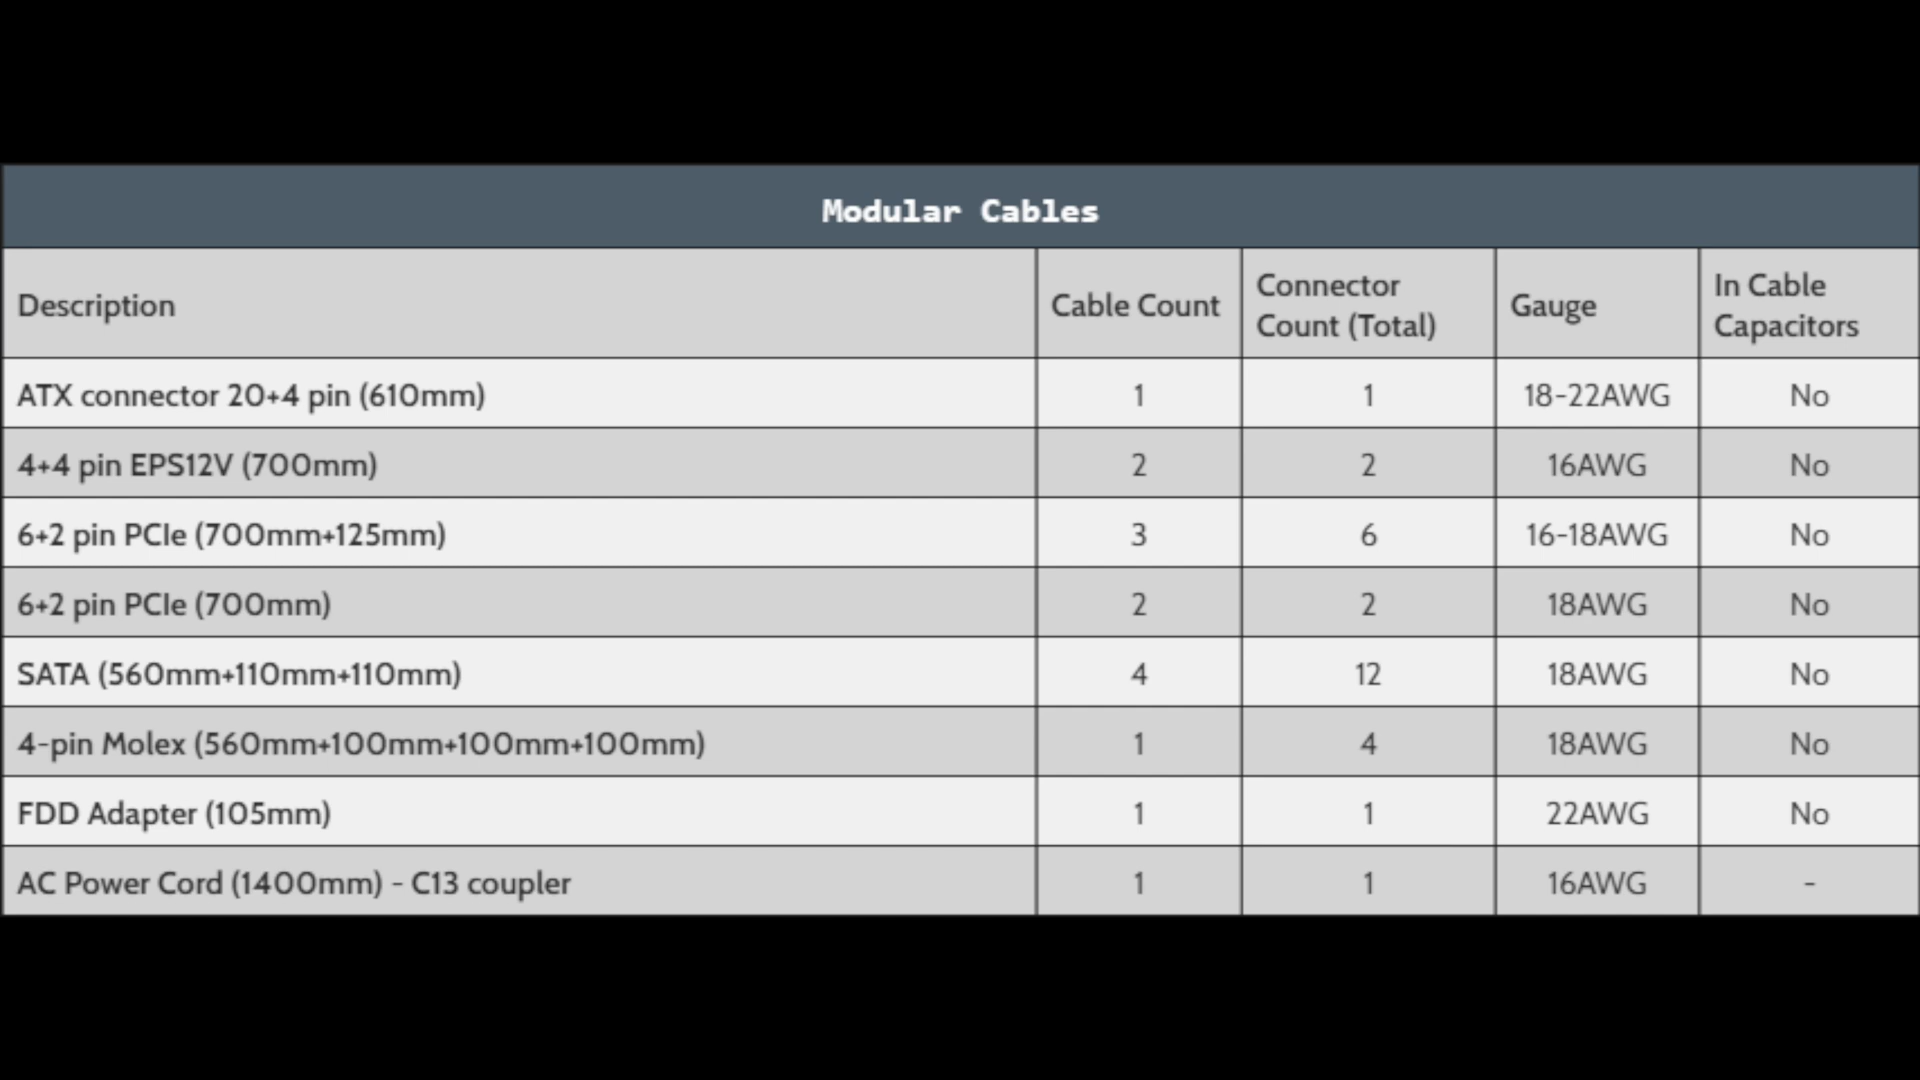 Modular Cables
Description Cable Count Connector Count (Total) Gauge In Cable Capacitors
ATX connector 20+4 pin (610mm) 1 1 18-22AWG No
4+4 pin EPS12V (700mm) 2 2 16AWG No
6+2 pin PCIe (700mm+125mm) 3 6 16-18AWG No
6+2 pin PCIe (700mm) 2 2 18AWG No
SATA (560mm+110mm+110mm) 4 12 18AWG No
4-pin Molex (560mm+100mm+100mm+100mm) 1 4 18AWG No
FDD Adapter (105mm) 1 1 22AWG No
AC Power Cord (1400mm) - C13 coupler 1 1 16AWG -